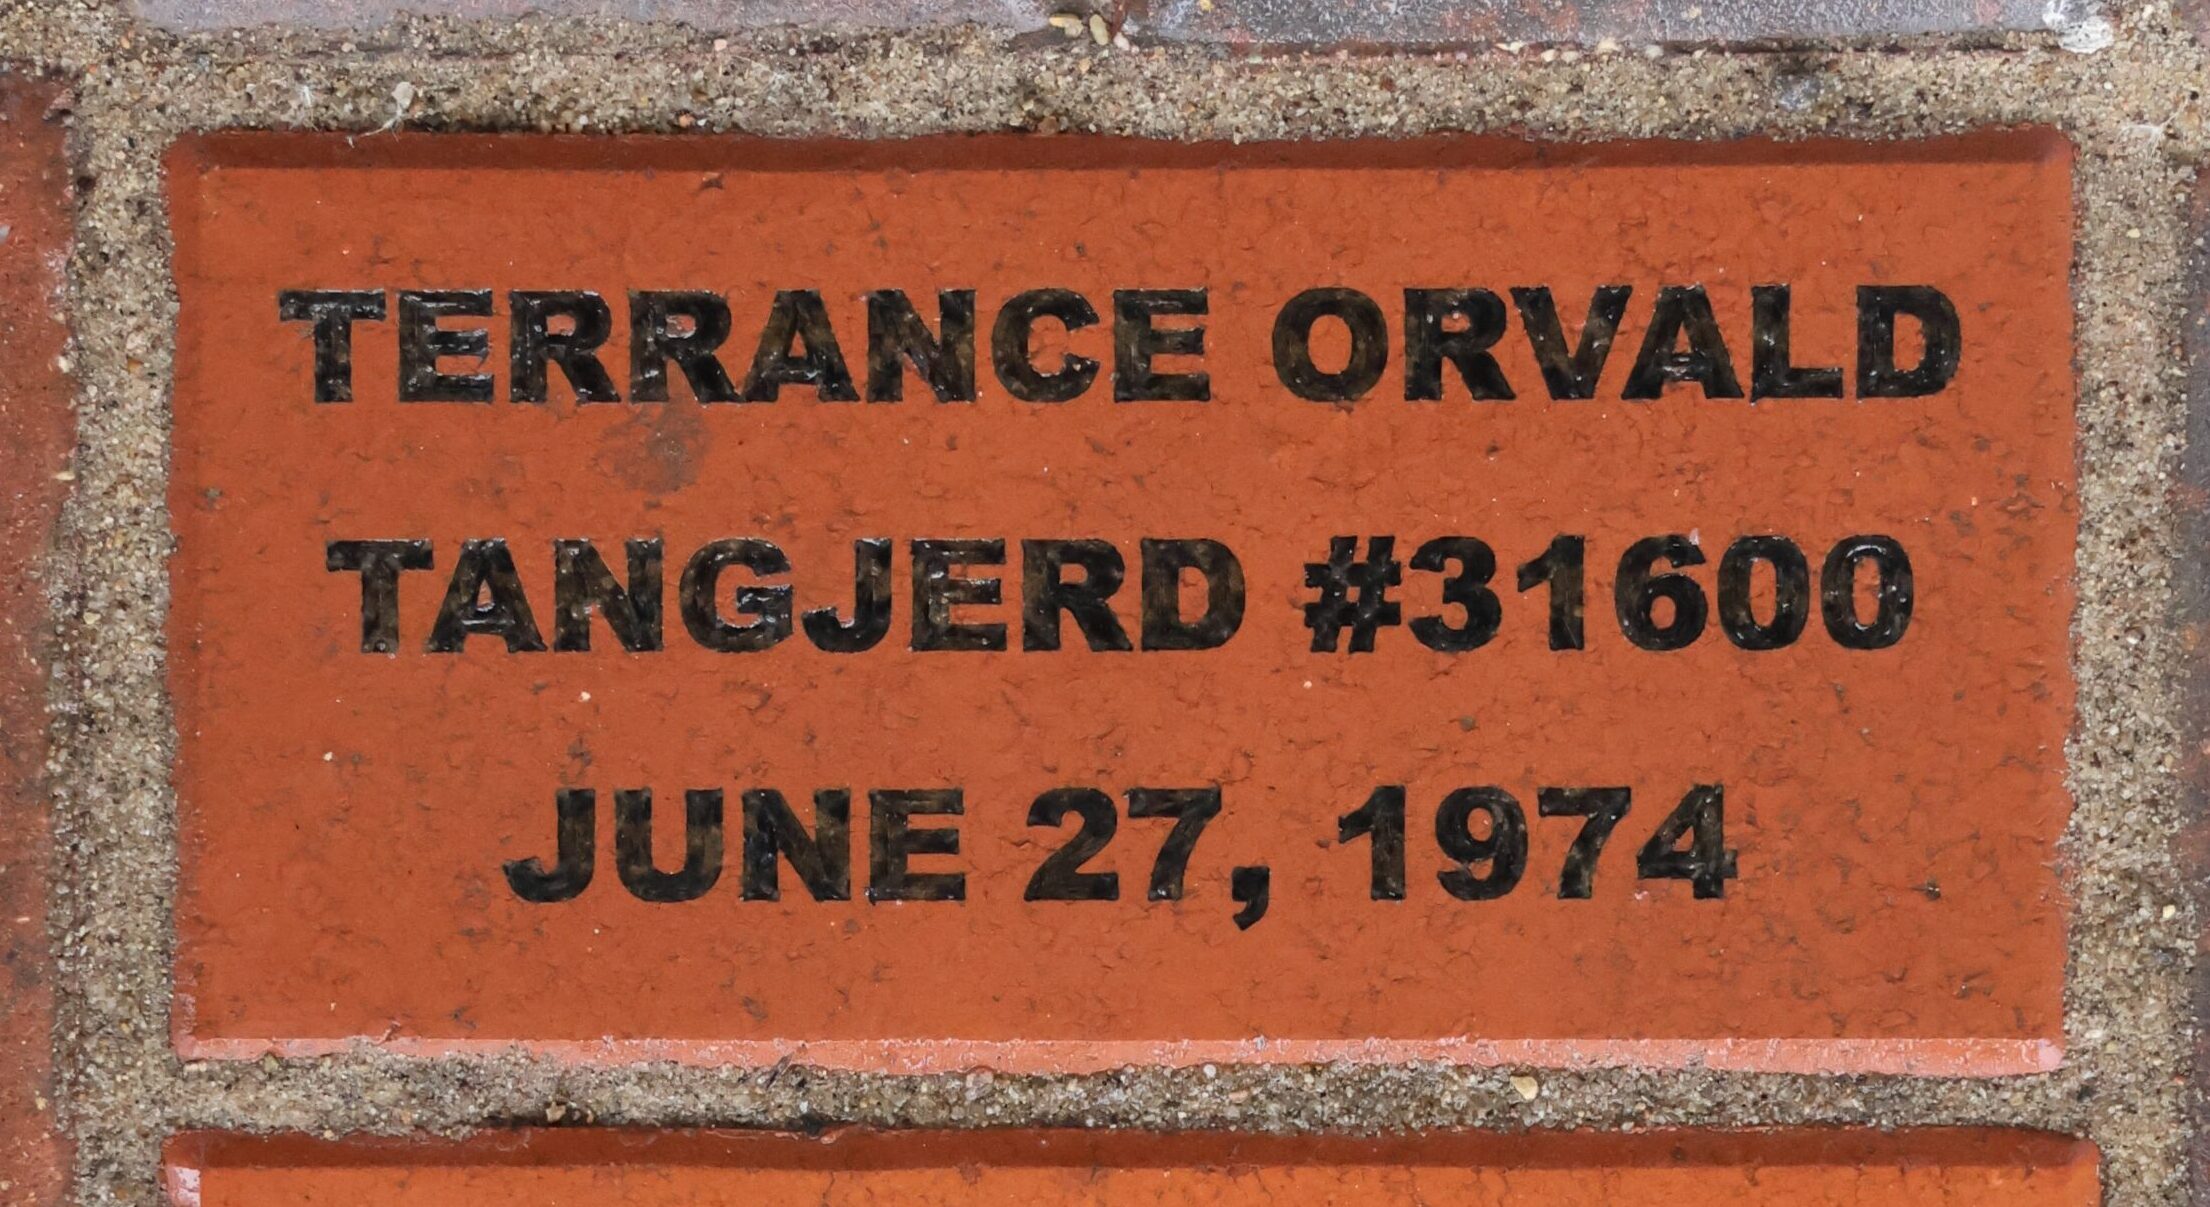 TERRANCE ORVALD
TANGJERD #31600
JUNE 27, 1974